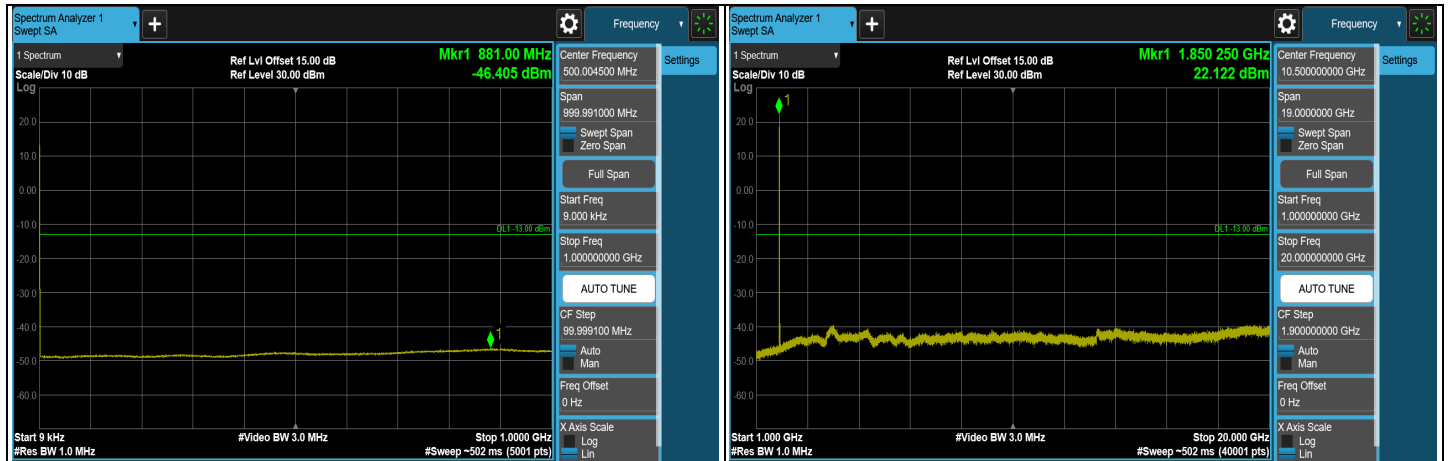 Spectrum Analyzer 1
Swept SA
+
Frequency
1 Spectrum
Scale/Div 10 dB
Log
Ref Lvl Offset 15.00 dB
Ref Level 30.00 dBm
Mkr1 881.00 MHz
-46.405 dBm
1
20.0
10.0
0.00
-10.0
-20.0
-30.0
-40.0
-50.0
-60.0
DL1 -13.00 dBm
Start 9 kHz
#Res BW 1.0 MHz
#Video BW 3.0 MHz
Stop 1.0000 GHz
#Sweep ~502 ms (5001 pts)
Center Frequency
500.004500 MHz
Settings
Span
999.991000 MHz
Swept Span
Zero Span
Full Span
Start Freq
9.000 kHz
Stop Freq
1.000000000 GHz
AUTO TUNE
CF Step
99.999100 MHz
Auto
Man
Freq Offset
0 Hz
X Axis Scale
Log
Lin
Spectrum Analyzer 1
Swept SA
+
Frequency
1 Spectrum
Scale/Div 10 dB
Log
Ref Lvl Offset 15.00 dB
Ref Level 30.00 dBm
Mkr1 1.850 250 GHz
22.122 dBm
1
20.0
10.0
0.00
-10.0
-20.0
-30.0
-40.0
-50.0
-60.0
DL1 -13.00 dBm
Start 1.000 GHz
#Res BW 1.0 MHz
#Video BW 3.0 MHz
Stop 20.000 GHz
#Sweep ~502 ms (40001 pts)
Center Frequency
10.500000000 GHz
Settings
Span
19.0000000 GHz
Swept Span
Zero Span
Full Span
Start Freq
1.000000000 GHz
Stop Freq
20.000000000 GHz
AUTO TUNE
CF Step
1.900000000 GHz
Auto
Man
Freq Offset
0 Hz
X Axis Scale
Log
Lin